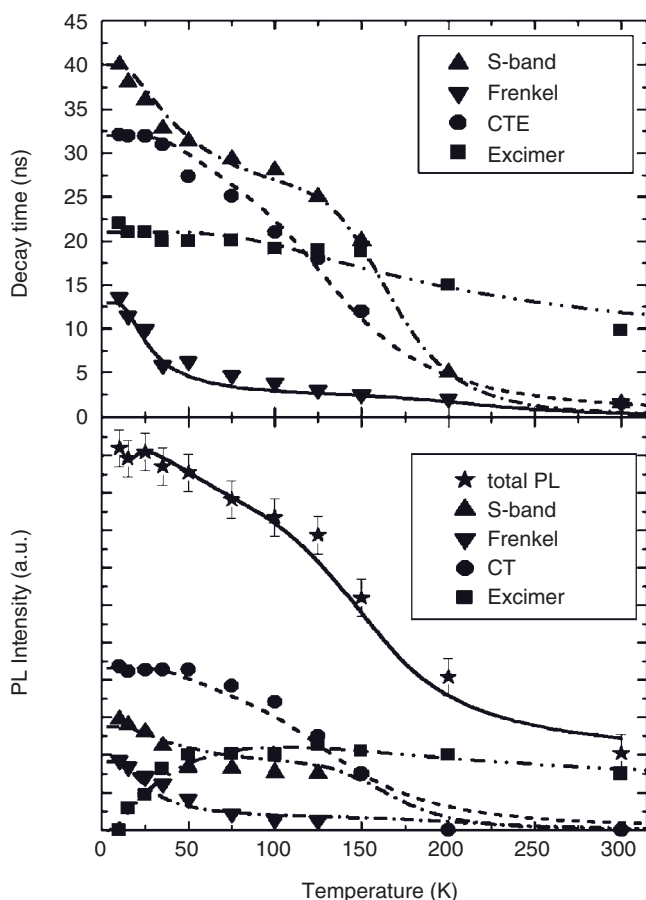 45
40
35
30
25
20
15
10
5
0
Decay time (ns)
S-band
Frenkel
CTE
Excimer
PL Intensity (a.u.)
total PL
S-band
Frenkel
CT
Excimer
0 50 100 150 200 250 300
Temperature (K)